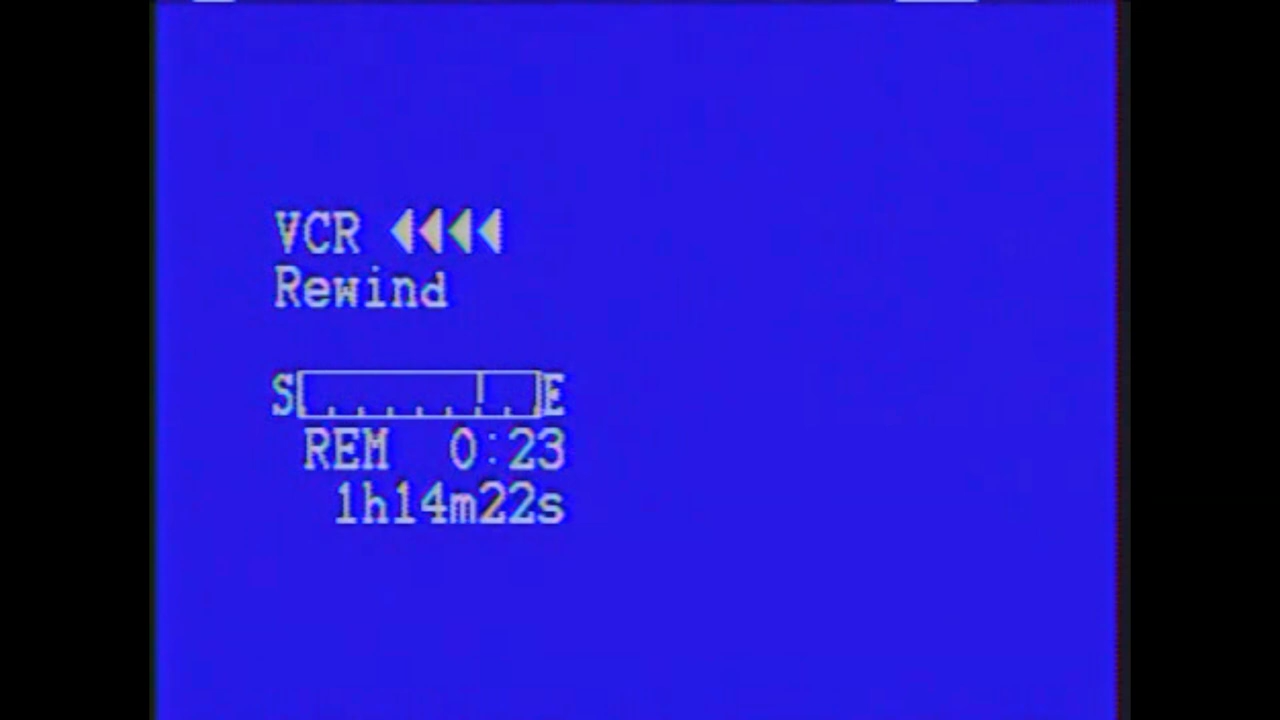 VCR ◀◀◀◀
Rewind
S E
REM 0:23
1h14m22s